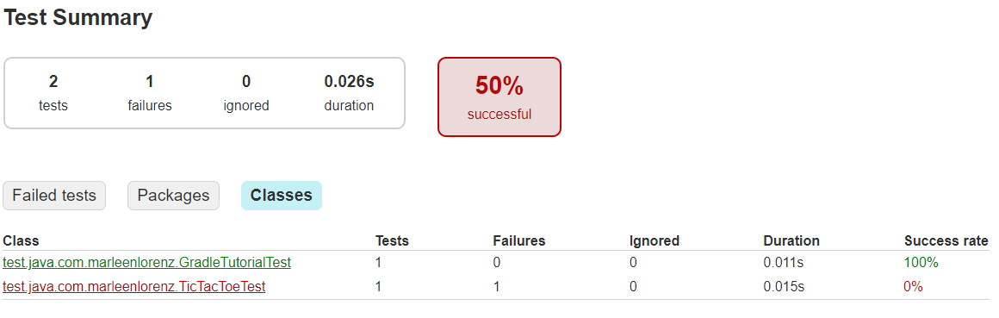 Test Summary
2 1 0 0.026s
tests failures ignored duration
50%
successful
Failed tests Packages Classes
Class Tests Failures Ignored Duration Success rate
test.java.com.marleenlorenz.GradleTutorialTest 1 0 0 0.011s 100%
test.java.com.marleenlorenz.TicTacToeTest 1 1 0 0.015s 0%